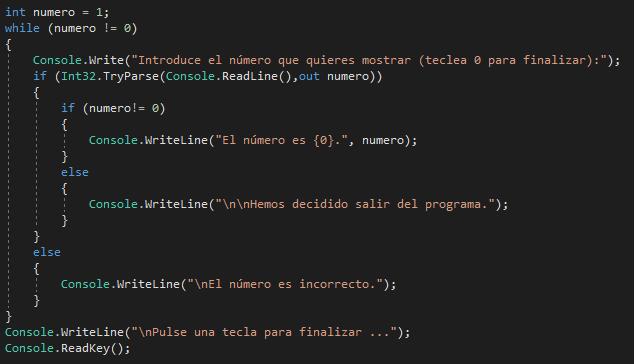 int numero = 1;
while (numero != 0)
{
    Console.Write("Introduce el número que quieres mostrar (teclea 0 para finalizar):");
    if (Int32.TryParse(Console.ReadLine(),out numero))
    {
        if (numero!= 0)
        {
            Console.WriteLine("El número es {0}.", numero);
        }
        else
        {
            Console.WriteLine("\n\nHemos decidido salir del programa.");
        }
    }
    else
    {
        Console.WriteLine("\nEl número es incorrecto.");
    }
}
Console.WriteLine("\nPulse una tecla para finalizar ...");
Console.ReadKey();